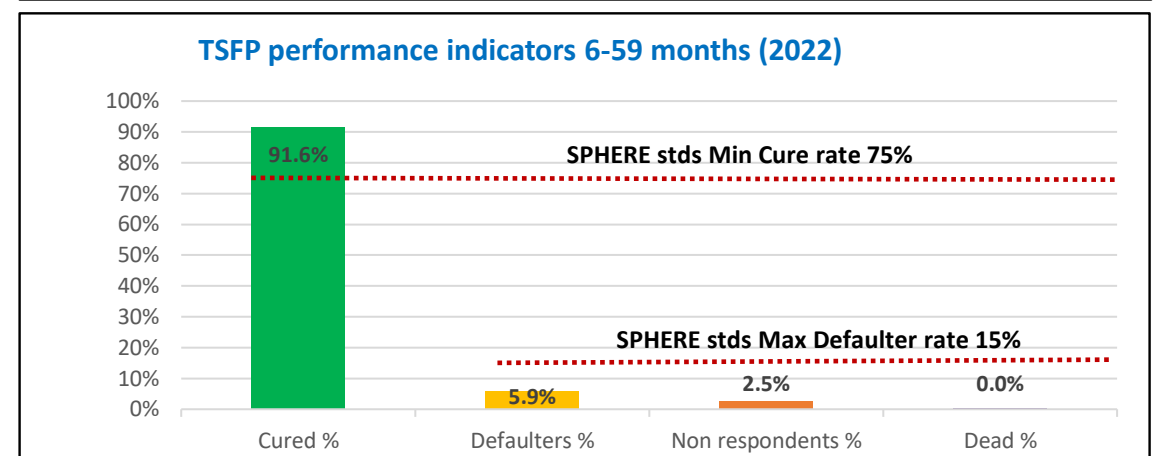 TSFP performance indicators 6-59 months (2022)
100%
90%
80%
70%
60%
50%
40%
30%
20%
10%
0%
91.6%
SPHERE stds Min Cure rate 75%
SPHERE stds Max Defaulter rate 15%
5.9%
2.5%
0.0%
Cured %
Defaulters %
Non respondents %
Dead %